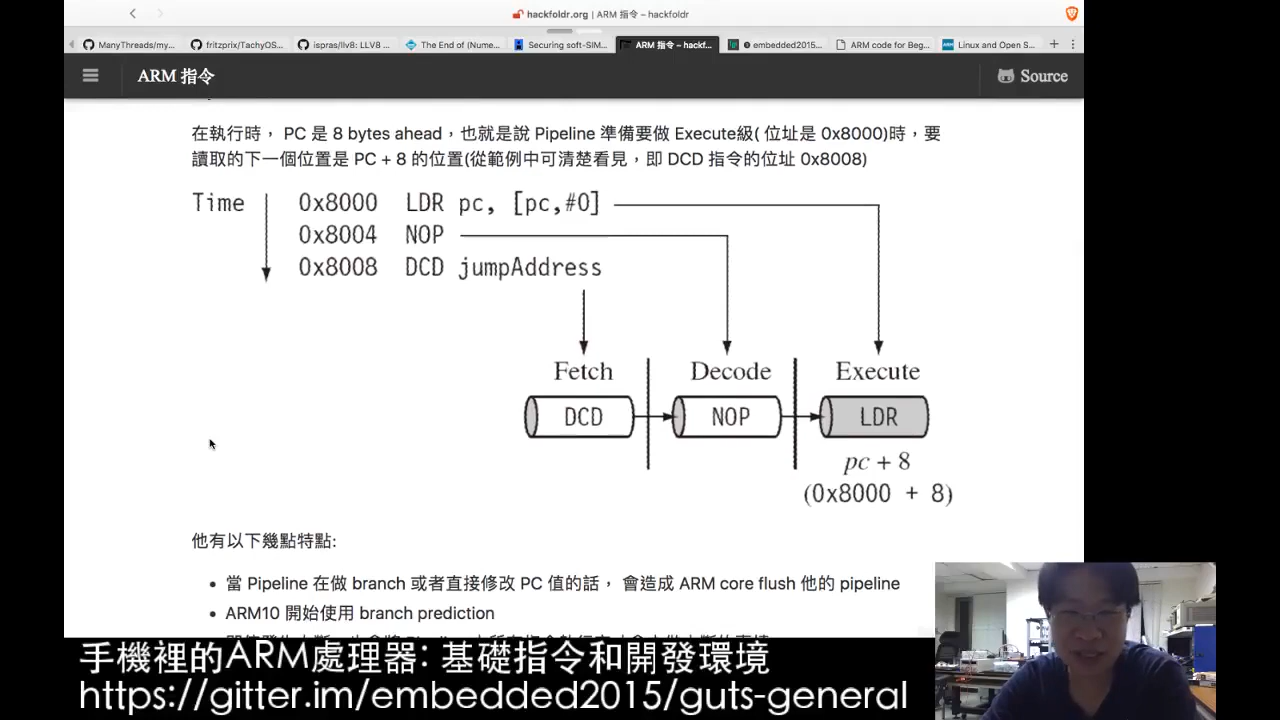 hackfoldr.org | ARM 指令 – hackfoldr
ManyThreads/my... fritzprix/TachyOS... ispras/llv8: LLV8 ... The End of (Nume... Securing soft-SIM... ARM 指令 – hackf... embedded2015... ARM code for Beg... Linux and Open S...
ARM 指令 Source
在執行時， PC 是 8 bytes ahead，也就是說 Pipeline 準備要做 Execute級( 位址是 0x8000)時，要
讀取的下一個位置是 PC + 8 的位置(從範例中可清楚看見，即 DCD 指令的位址 0x8008)
Time 0x8000 LDR pc, [pc,#0]
0x8004 NOP
0x8008 DCD jumpAddress
Fetch Decode Execute
DCD NOP LDR
pc + 8
(0x8000 + 8)
他有以下幾點特點:
當 Pipeline 在做 branch 或者直接修改 PC 值的話， 會造成 ARM core flush 他的 pipeline
ARM10 開始使用 branch prediction
手機裡的ARM處理器: 基礎指令和開發環境
https://gitter.im/embedded2015/guts-general